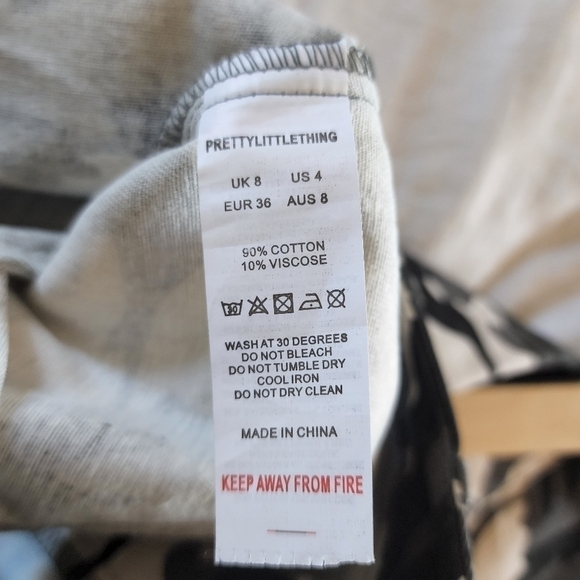 PRETTYLITTLETHING
UK 8 US 4
EUR 36 AUS 8
90% COTTON
10% VISCOSE
30
WASH AT 30 DEGREES
DO NOT BLEACH
DO NOT TUMBLE DRY
COOL IRON
DO NOT DRY CLEAN
MADE IN CHINA
KEEP AWAY FROM FIRE